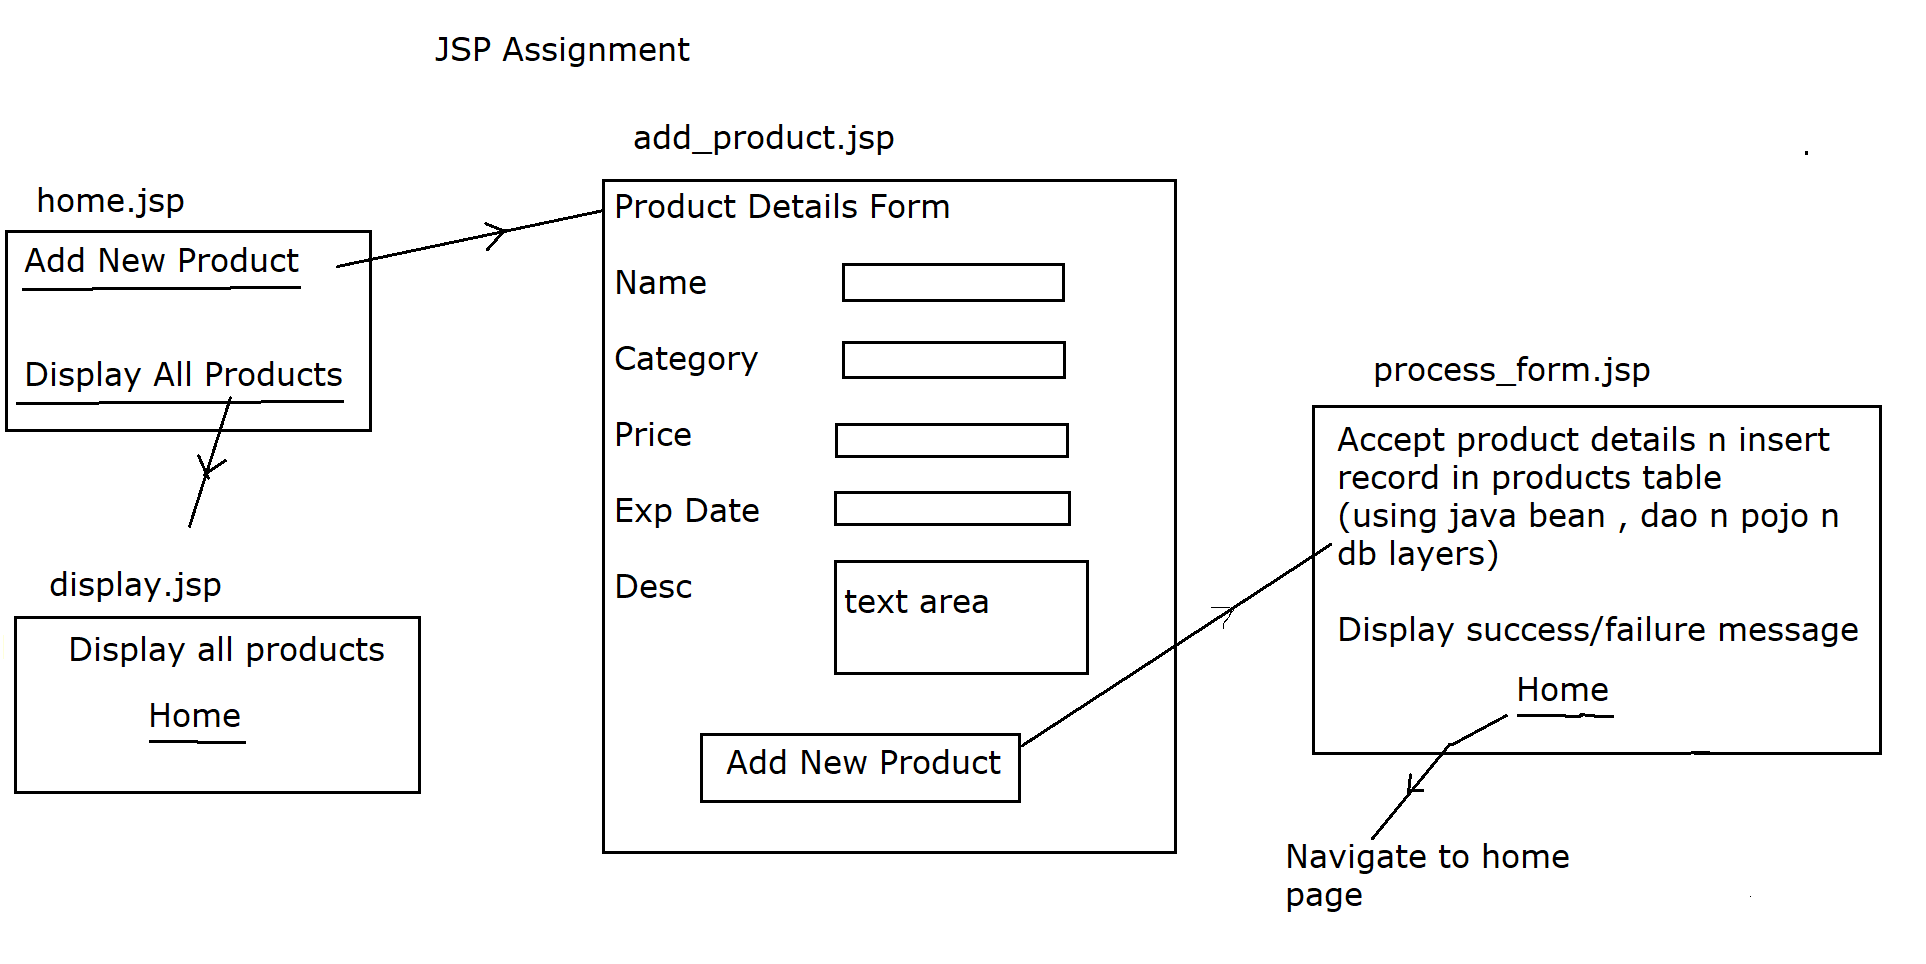 JSP Assignment
home.jsp
Add New Product
Display All Products
display.jsp
Display all products
Home
add_product.jsp
Product Details Form
Name
Category
Price
Exp Date
Desc
text area
Add New Product
process_form.jsp
Accept product details n insert
record in products table
(using java bean , dao n pojo n
db layers)
Display success/failure message
Home
Navigate to home
page